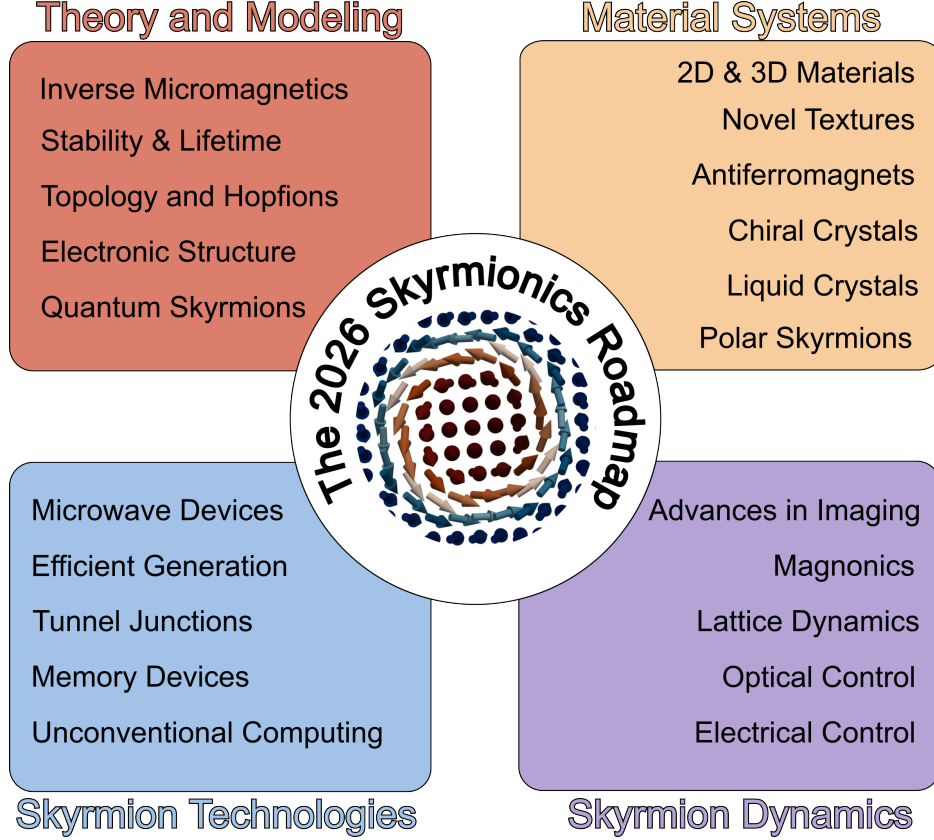 Theory and Modeling
Inverse Micromagnetics
Stability & Lifetime
Topology and Hopfions
Electronic Structure
Quantum Skyrmions
Material Systems
2D & 3D Materials
Novel Textures
Antiferromagnets
Chiral Crystals
Liquid Crystals
Polar Skyrmions
The 2026 Skyrmionics Roadmap
Microwave Devices
Efficient Generation
Tunnel Junctions
Memory Devices
Unconventional Computing
Skyrmion Technologies
Advances in Imaging
Magnonics
Lattice Dynamics
Optical Control
Electrical Control
Skyrmion Dynamics